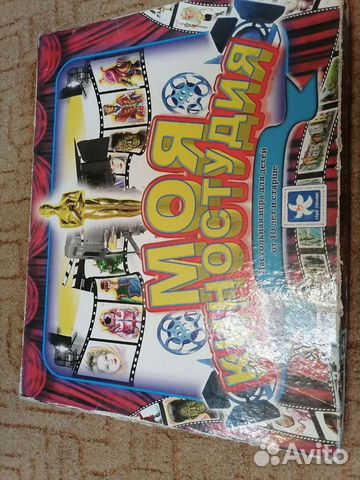 МОЯ
КИНОСТУДИЯ
Настольная игра для детей
от 10 лет и старше
Avito